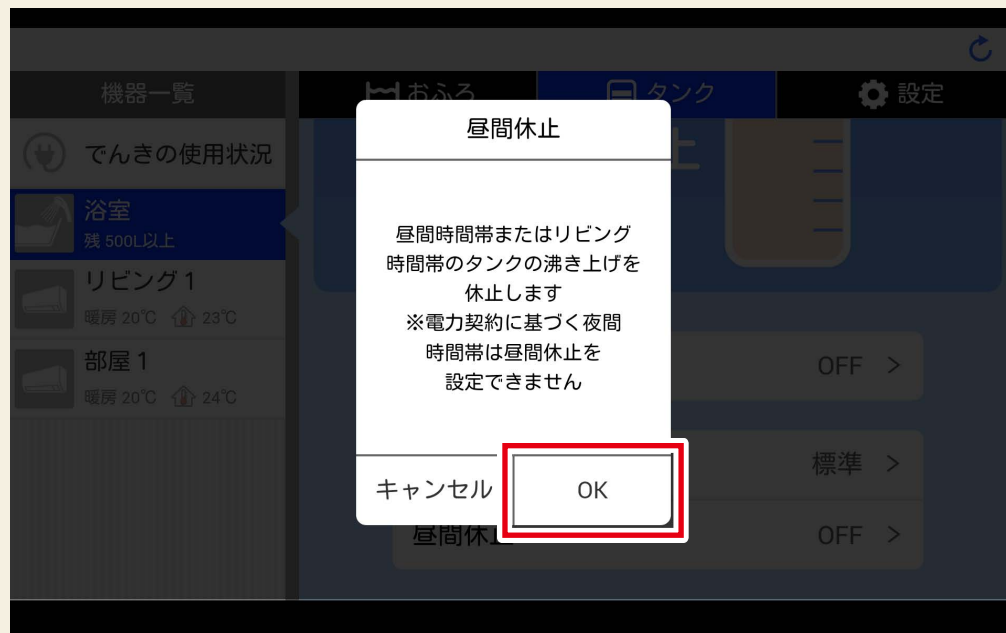 機器一覧
おふろ
タンク
設定
でんきの使用状況
浴室
残 500L以上
リビング 1
暖房 20℃ 23℃
部屋 1
暖房 20℃ 24℃
上
昼間休止
昼間時間帯またはリビング
時間帯のタンクの沸き上げを
休止します
※電力契約に基づく夜間
時間帯は昼間休止を
設定できません
キャンセル
OK
OFF >
標準 >
昼間休止
OFF >